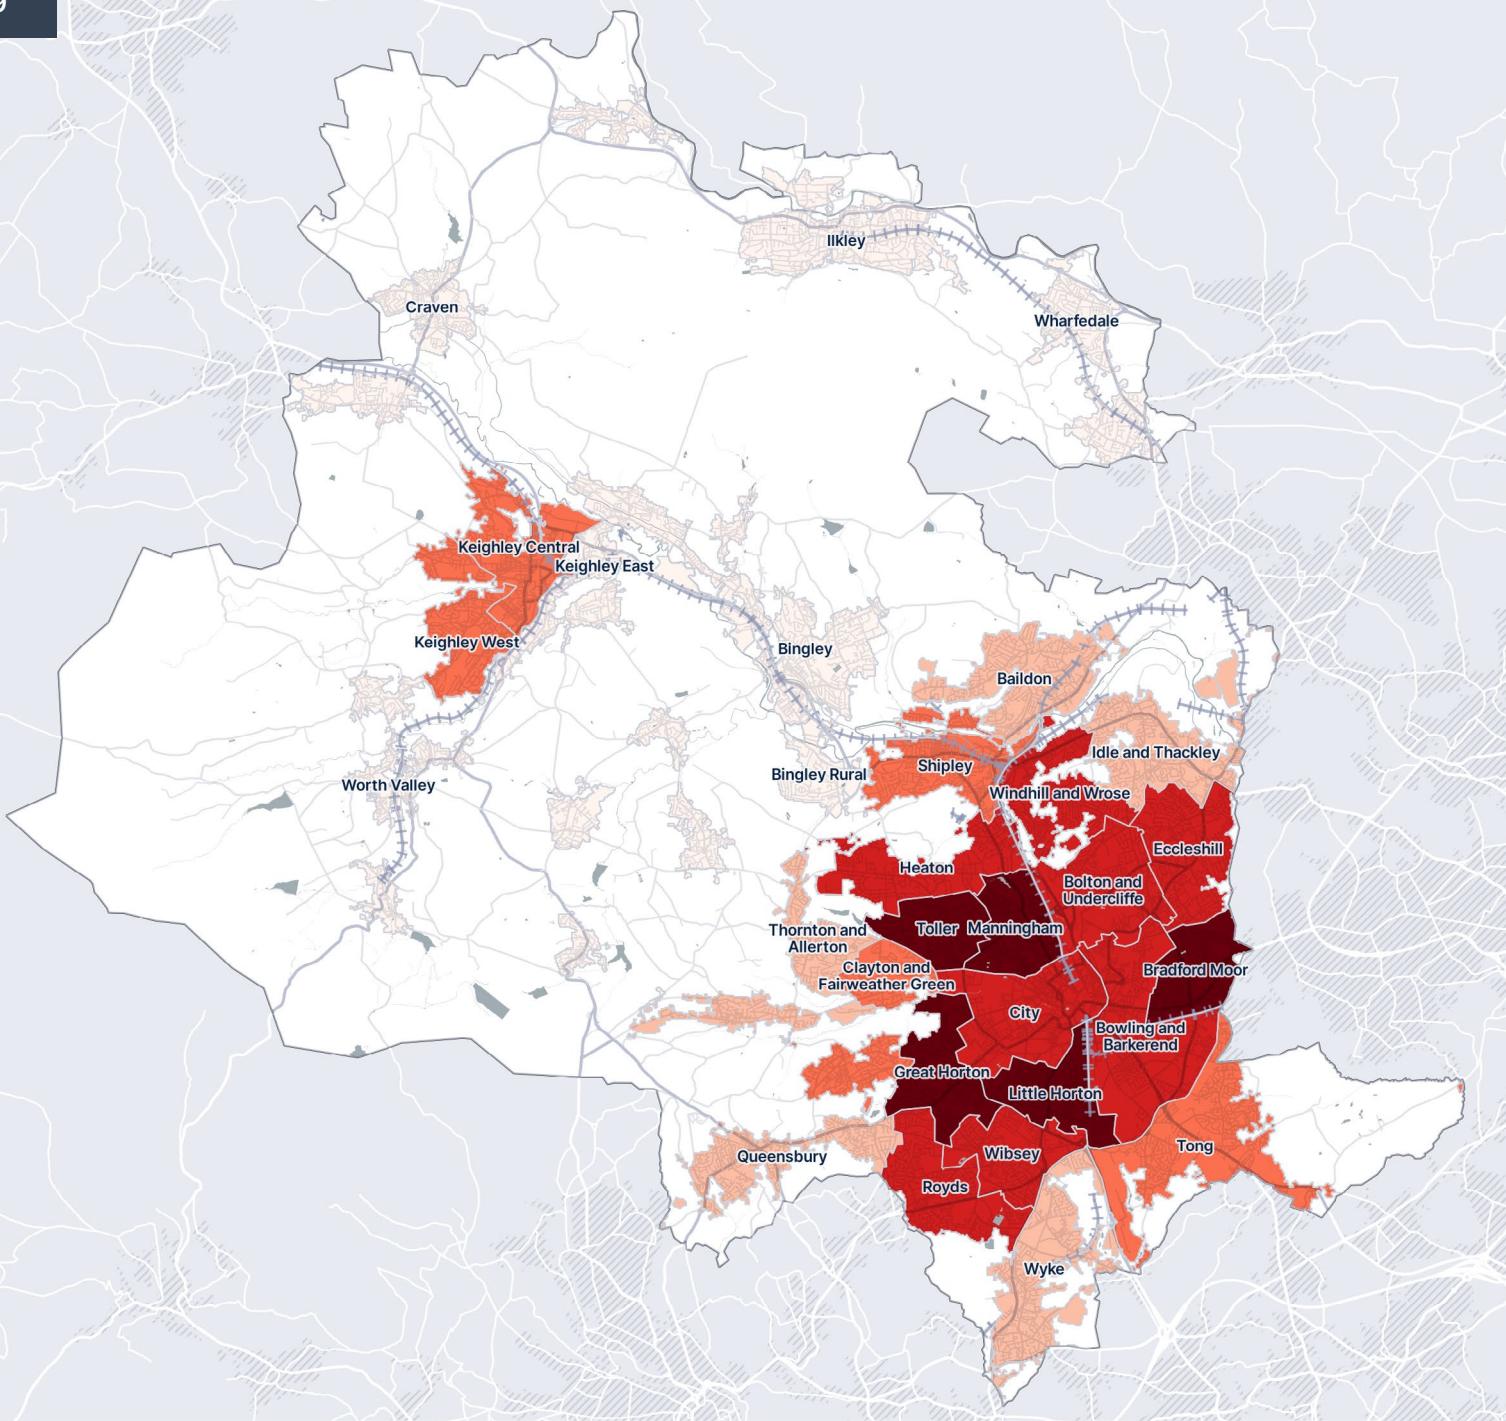 Ilkley
Craven
Wharfedale
Keighley Central
Keighley East
Keighley West
Bingley
Baildon
Idle and Thackley
Shipley
Bingley Rural
Worth Valley
Windhill and Wrose
Eccleshill
Heaton
Bolton and
Undercliffe
Toller
Manningham
Thornton and
Allerton
Clayton and
Fairweather Green
Bradford Moor
City
Bowling and
Barkerend
Great Horton
Little Horton
Tong
Wibsey
Queensbury
Royds
Wyke